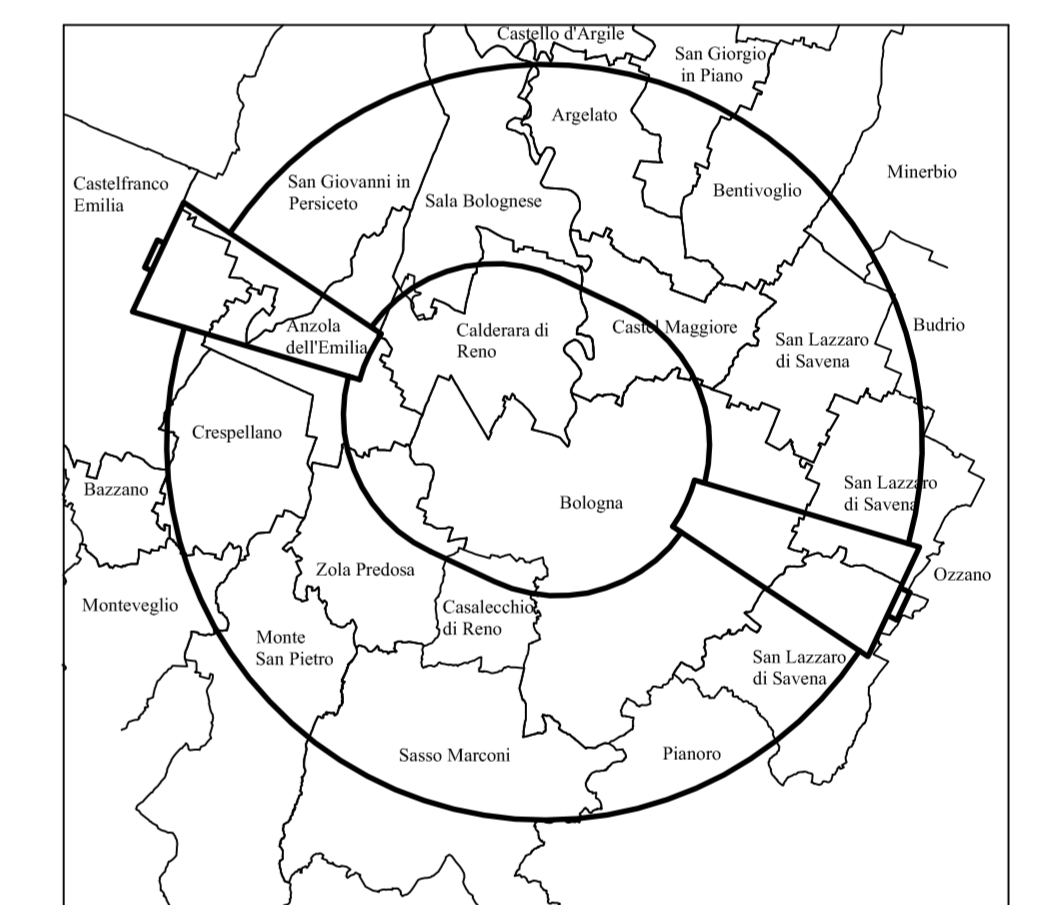 Castello d'Argile
San Giorgio
in Piano
Argelato
Minerbio
Castelfranco
Emilia
San Giovanni in
Persiceto
Sala Bolognese
Bentivoglio
Anzola
dell'Emilia
Calderara di
Reno
Castel Maggiore
San Lazzaro
di Savena
Budrio
Crespellano
Bazzano
Bologna
San Lazzaro
di Savena
Zola Predosa
Ozzano
Monteveglio
Casalecchio
di Reno
Monte
San Pietro
San Lazzaro
di Savena
Sasso Marconi
Pianoro